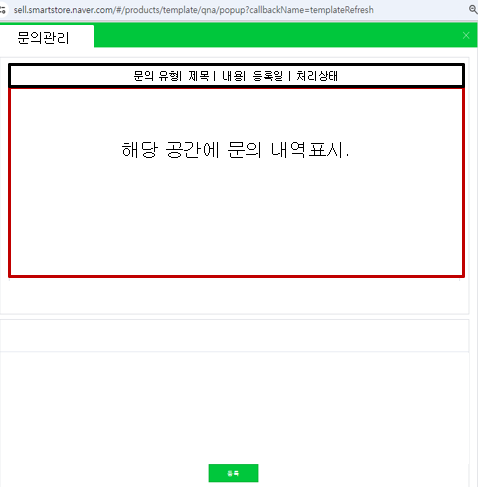 sell.smartstore.naver.com/#/products/template/qna/popup?callbackName=templateRefresh
문의관리
문의 유형| 제목 | 내용| 등록일 | 처리상태
해당 공간에 문의 내역표시.
등록